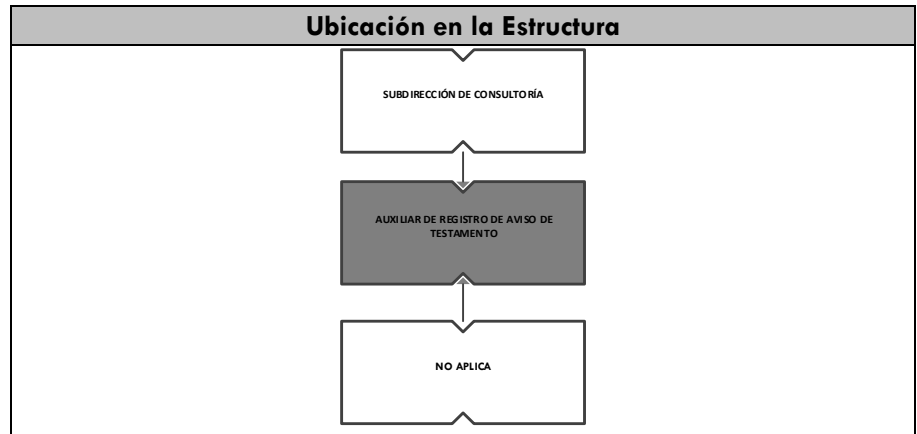 Ubicación en la Estructura
SUBDIRECCIÓN DE CONSULTORÍA
AUXILIAR DE REGISTRO DE AVISO DE
TESTAMENTO
NO APLICA